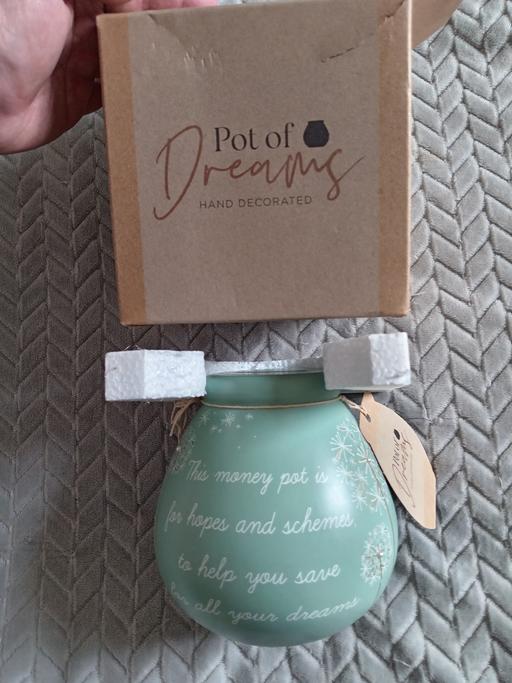 Pot of
Dreams
HAND DECORATED
This money pot is
for hopes and schemes
to help you save
for all your dreams
Dreams